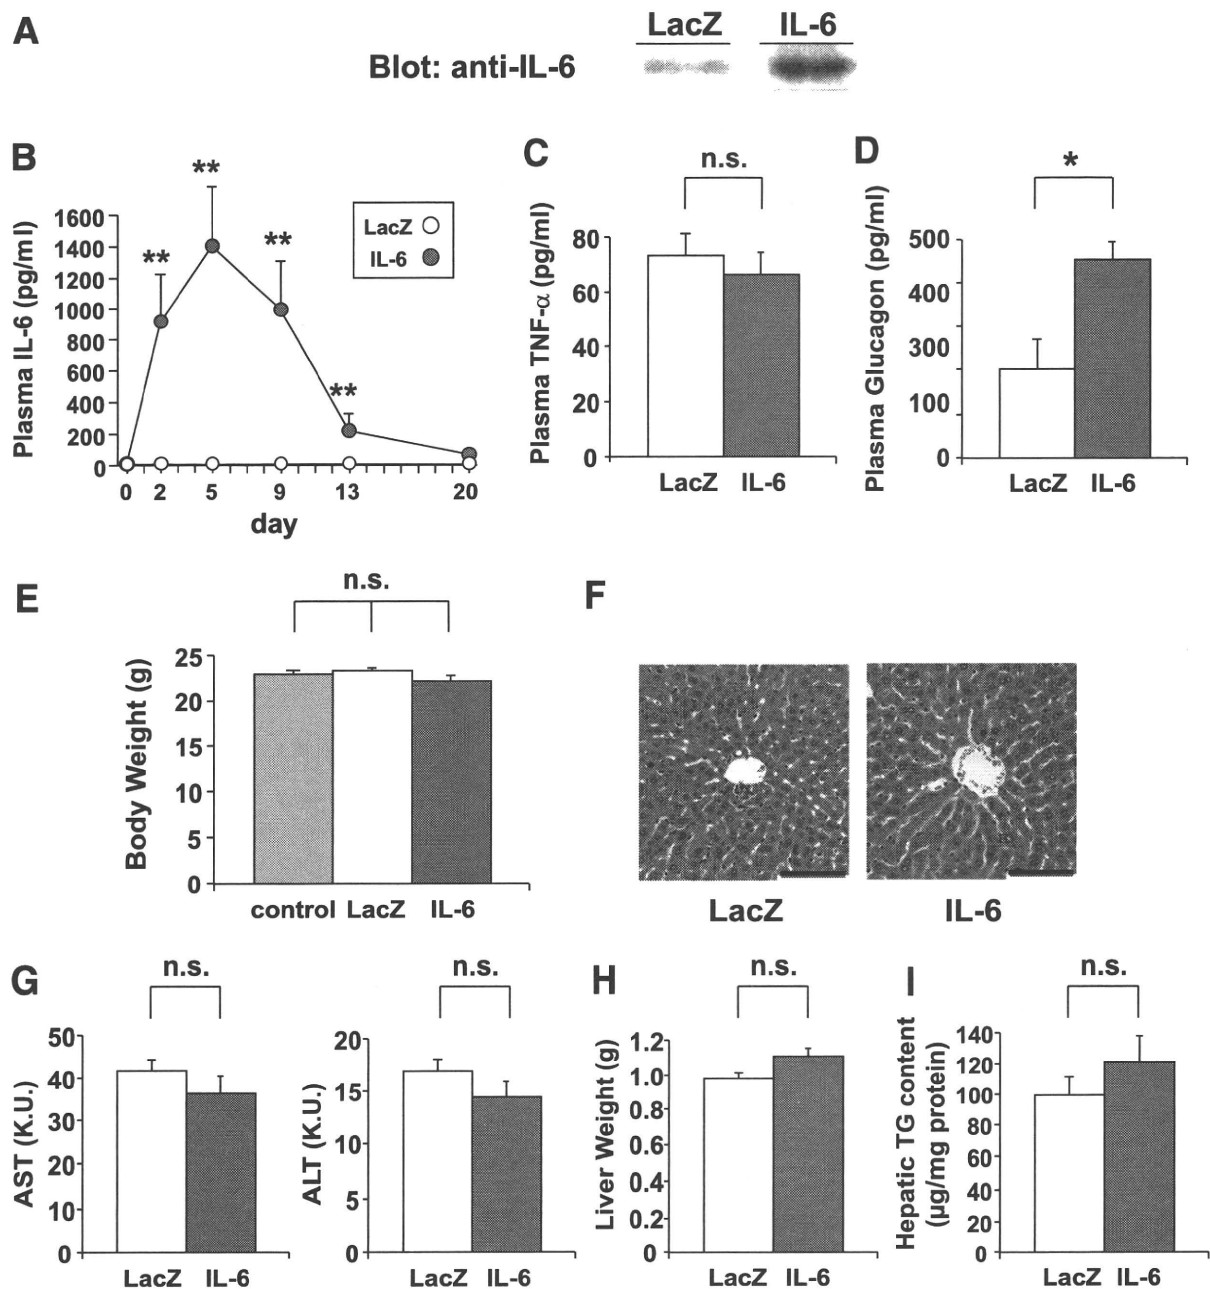 A
LacZ IL-6
Blot: anti-IL-6
B
Plasma IL-6 (pg/ml)
1600
1400
1200
1000
800
600
400
200
0
** ** ** **
LacZ
IL-6
0 2 5 9 13 20
day
C
n.s.
Plasma TNF-α (pg/ml)
80
60
40
20
0
LacZ IL-6
D
*
Plasma Glucagon (pg/ml)
500
400
300
100
0
LacZ IL-6
E
n.s.
Body Weight (g)
25
20
15
10
5
0
control LacZ IL-6
F
LacZ IL-6
G
n.s.
AST (K.U.)
50
40
30
20
10
0
LacZ IL-6
n.s.
ALT (K.U.)
20
15
10
5
0
LacZ IL-6
H
n.s.
Liver Weight (g)
1.2
1.0
0.8
0.6
0.4
0.2
0
LacZ IL-6
I
n.s.
Hepatic TG content
(µg/mg protein)
140
120
100
80
60
40
20
0
LacZ IL-6